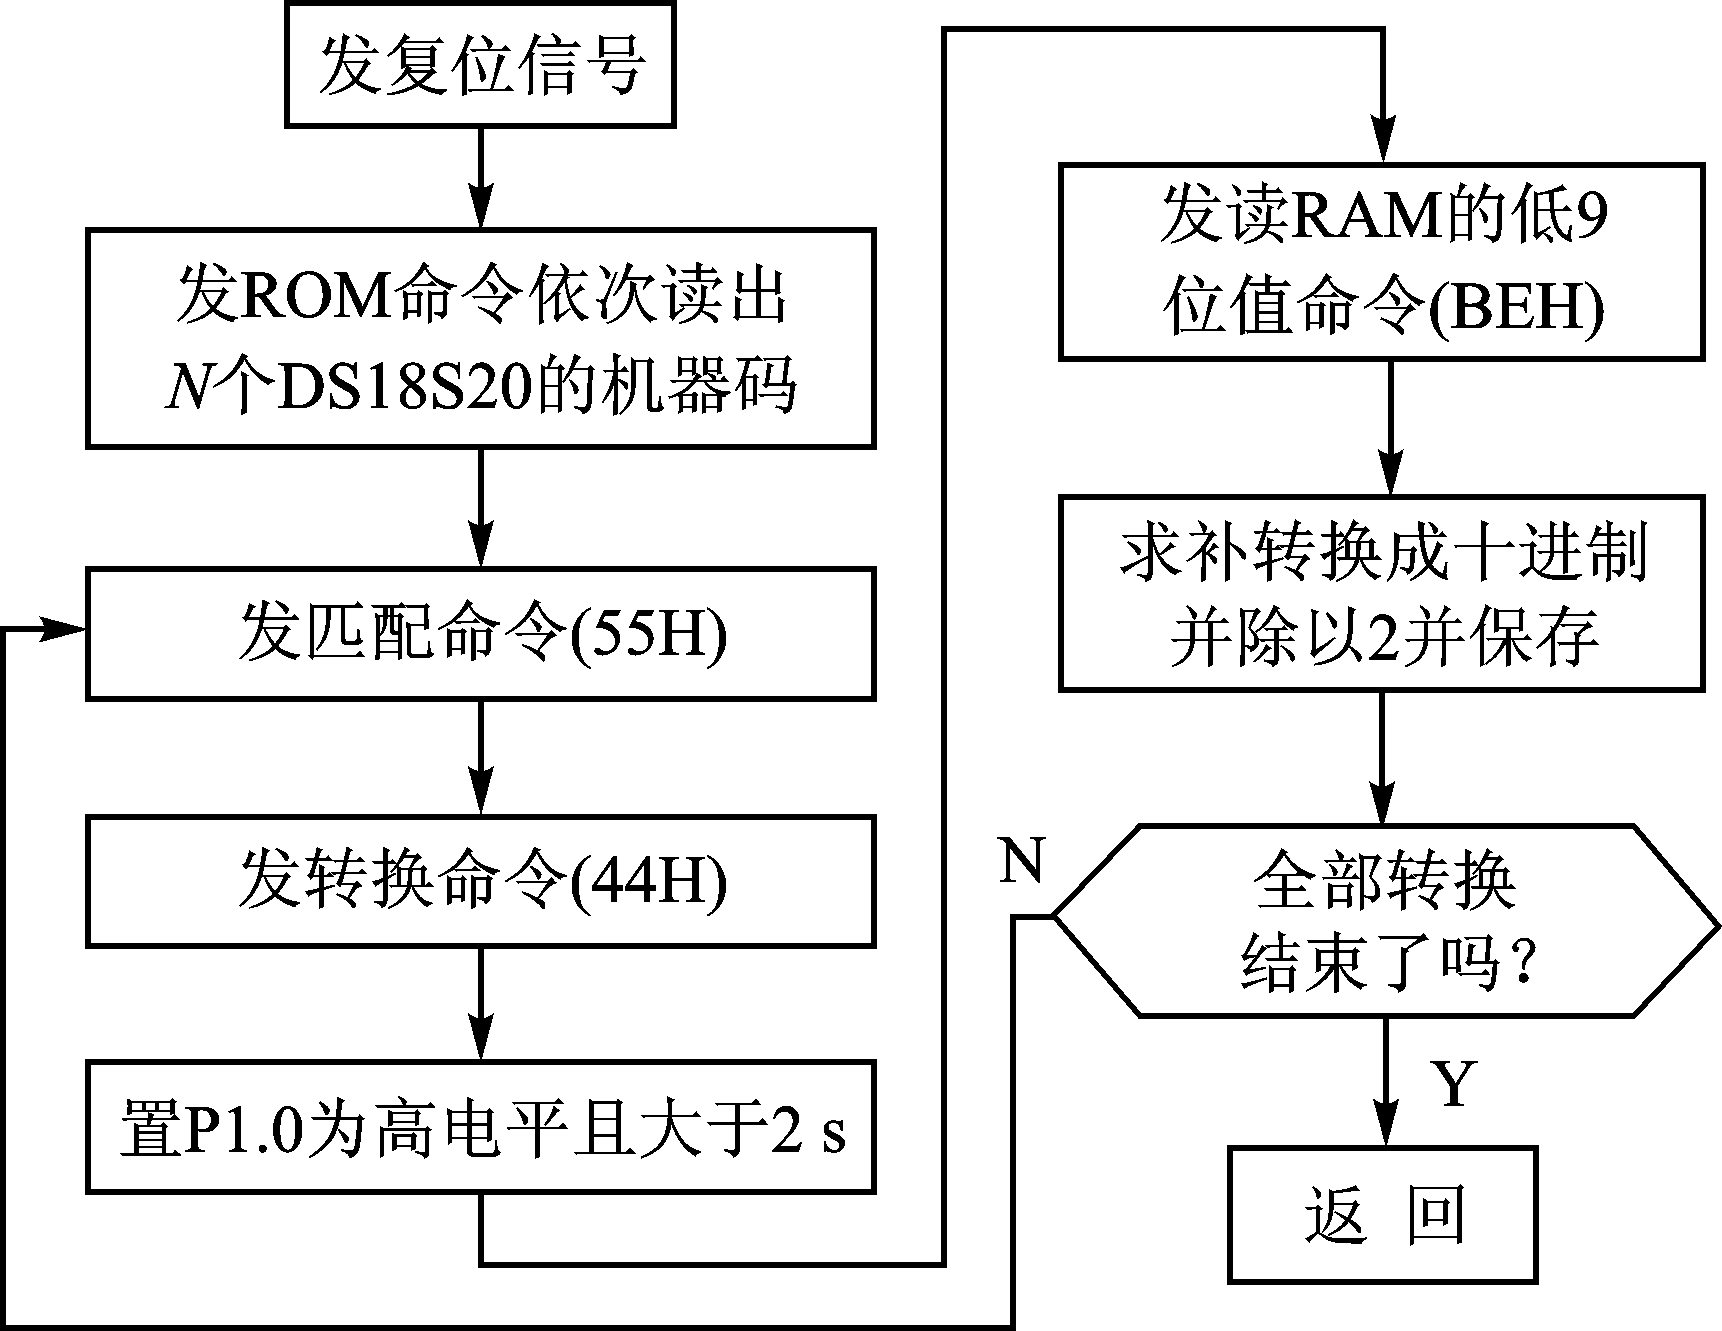 发复位信号
发ROM命令依次读出
N个DS18S20的机器码
发匹配命令(55H)
发转换命令(44H)
置P1.0为高电平且大于2 s
发读RAM的低9
位值命令(BEH)
求补转换成十进制
并除以2并保存
全部转换
结束了吗?
N
Y
返 回